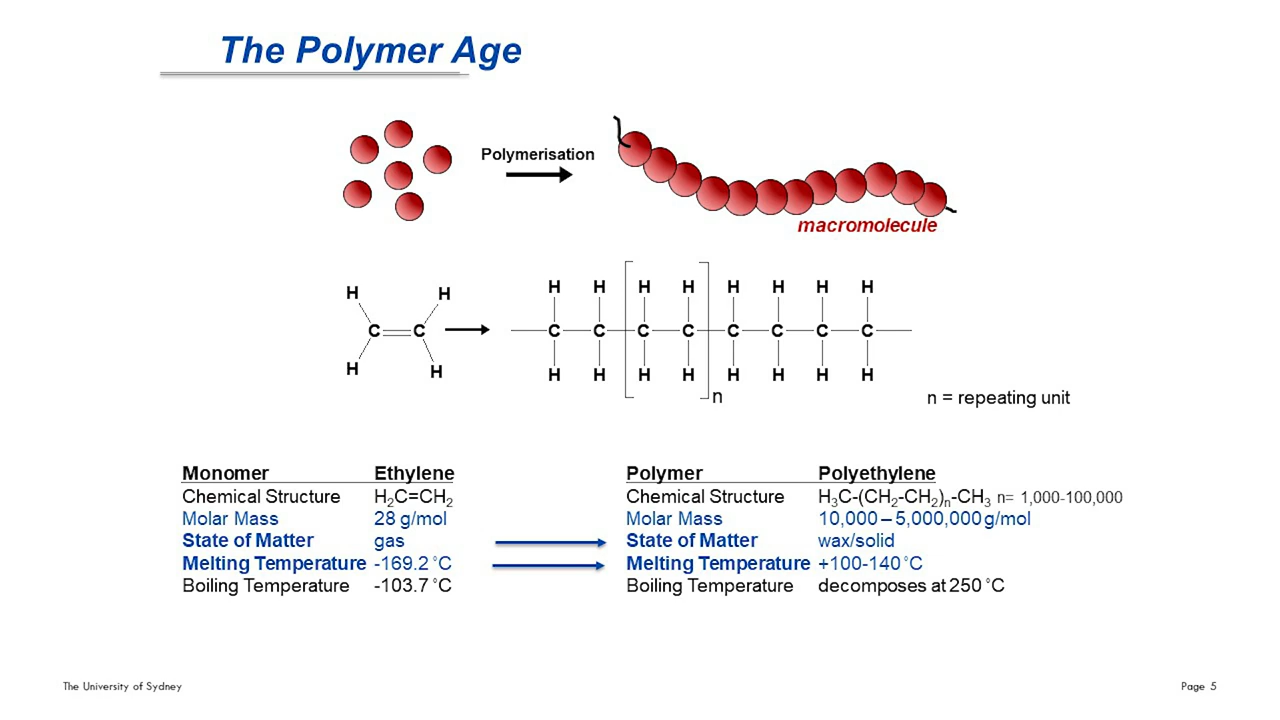 The Polymer Age
Polymerisation
macromolecule
H H H H H H H H H H
C C C C C C C C C C
H H H H H H H H H H
n
n = repeating unit
Monomer Ethylene Polymer Polyethylene
Chemical Structure H₂C=CH₂ Chemical Structure H₃C-(CH₂-CH₂)ₙ-CH₃ n= 1,000-100,000
Molar Mass 28 g/mol Molar Mass 10,000 – 5,000,000 g/mol
State of Matter gas State of Matter wax/solid
Melting Temperature -169.2 °C Melting Temperature +100-140 °C
Boiling Temperature -103.7 °C Boiling Temperature decomposes at 250 °C
The University of Sydney Page 5